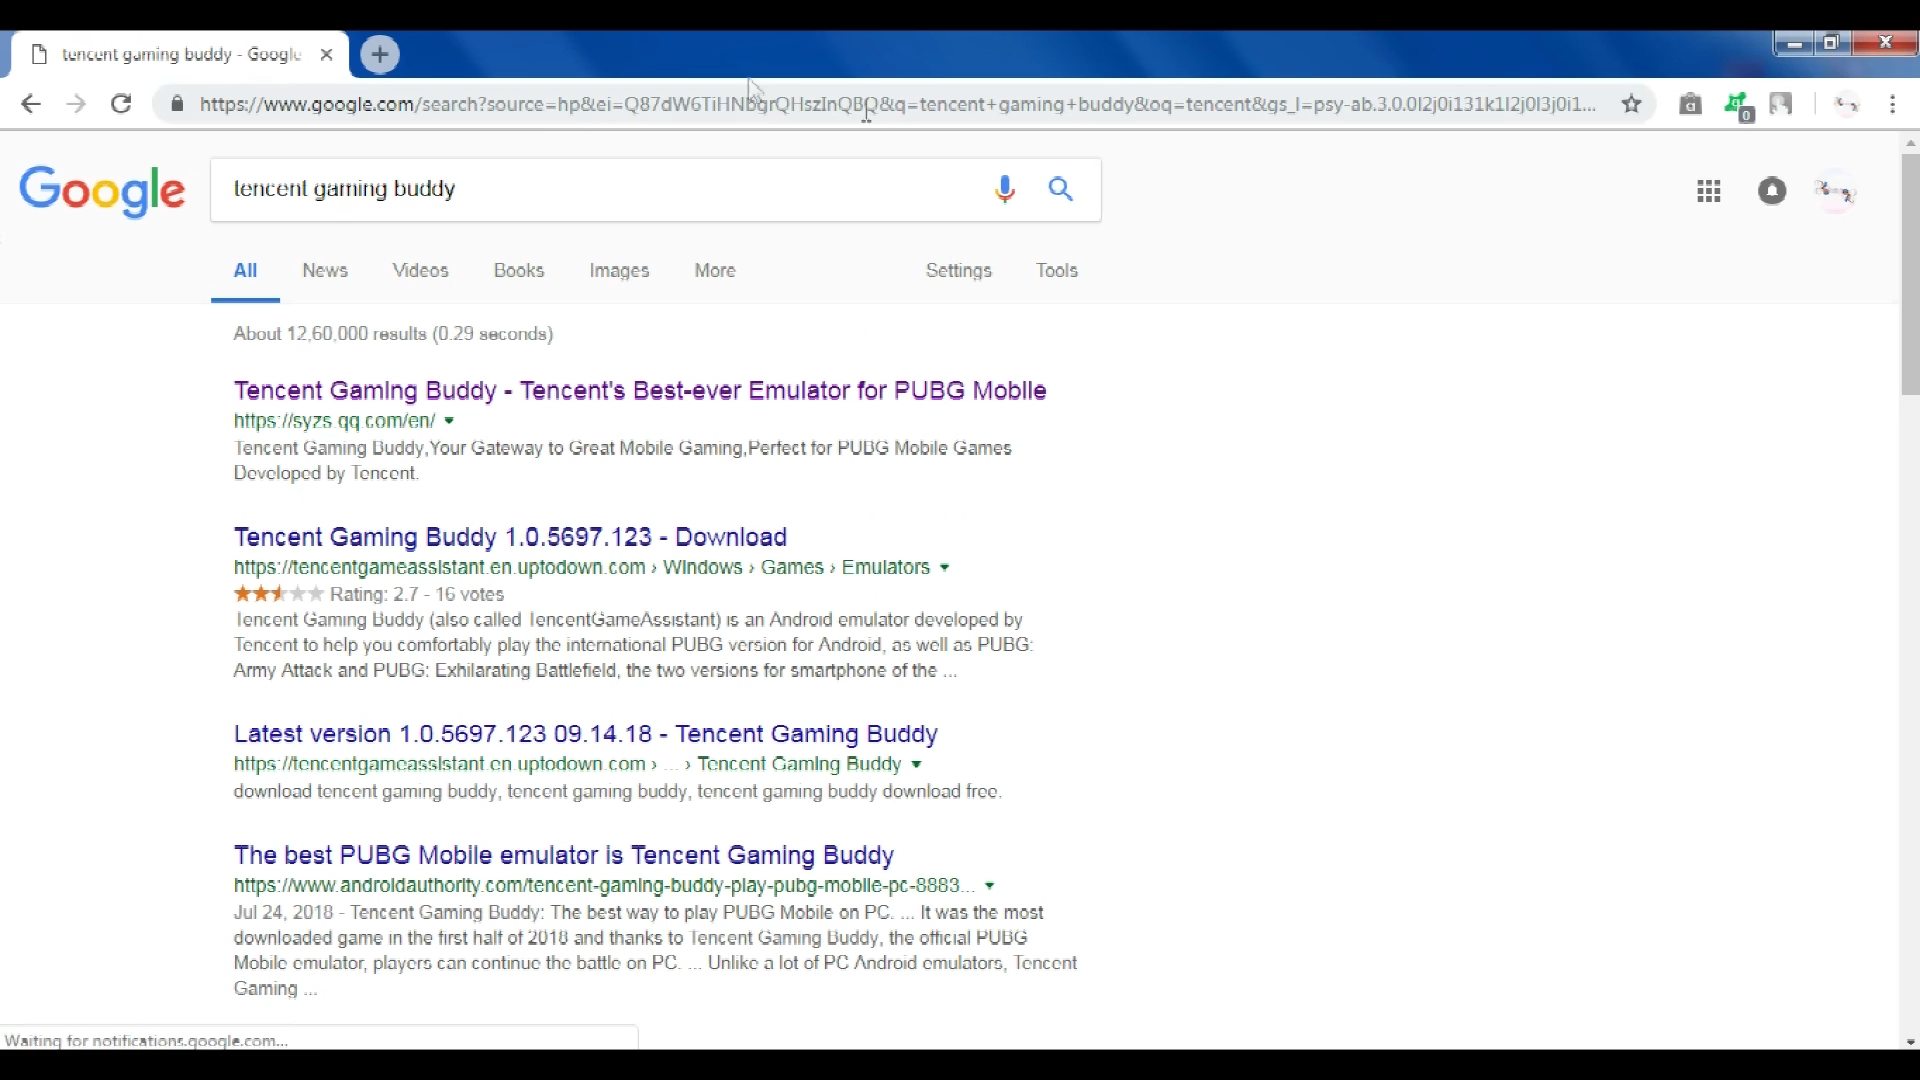 tencent gaming buddy - Google
https://www.google.com/search?source=hp&ei=Q87dW6TiHNbgrQHszInQBQ&q=tencent+gaming+buddy&oq=tencent&gs_l=psy-ab.3.0.0l2j0i131k1l2j0l3j0i1...
0
Google
tencent gaming buddy
All News Videos Books Images More Settings Tools
About 12,60,000 results (0.29 seconds)
Tencent Gaming Buddy - Tencent's Best-ever Emulator for PUBG Mobile
https://syzs.qq.com/en/
Tencent Gaming Buddy,Your Gateway to Great Mobile Gaming,Perfect for PUBG Mobile Games
Developed by Tencent.
Tencent Gaming Buddy 1.0.5697.123 - Download
https://tencentgameassistant.en.uptodown.com › Windows › Games › Emulators
Rating: 2.7 - 16 votes
Tencent Gaming Buddy (also called TencentGameAssistant) is an Android emulator developed by
Tencent to help you comfortably play the international PUBG version for Android, as well as PUBG:
Army Attack and PUBG: Exhilarating Battlefield, the two versions for smartphone of the ...
Latest version 1.0.5697.123 09.14.18 - Tencent Gaming Buddy
https://tencentgameassistant.en.uptodown.com › ... › Tencent Gaming Buddy
download tencent gaming buddy, tencent gaming buddy, tencent gaming buddy download free.
The best PUBG Mobile emulator is Tencent Gaming Buddy
https://www.androidauthority.com/tencent-gaming-buddy-play-pubg-mobile-pc-8883...
Jul 24, 2018 - Tencent Gaming Buddy: The best way to play PUBG Mobile on PC. ... It was the most
downloaded game in the first half of 2018 and thanks to Tencent Gaming Buddy, the official PUBG
Mobile emulator, players can continue the battle on PC. ... Unlike a lot of PC Android emulators, Tencent
Gaming ...
Waiting for notifications.google.com...